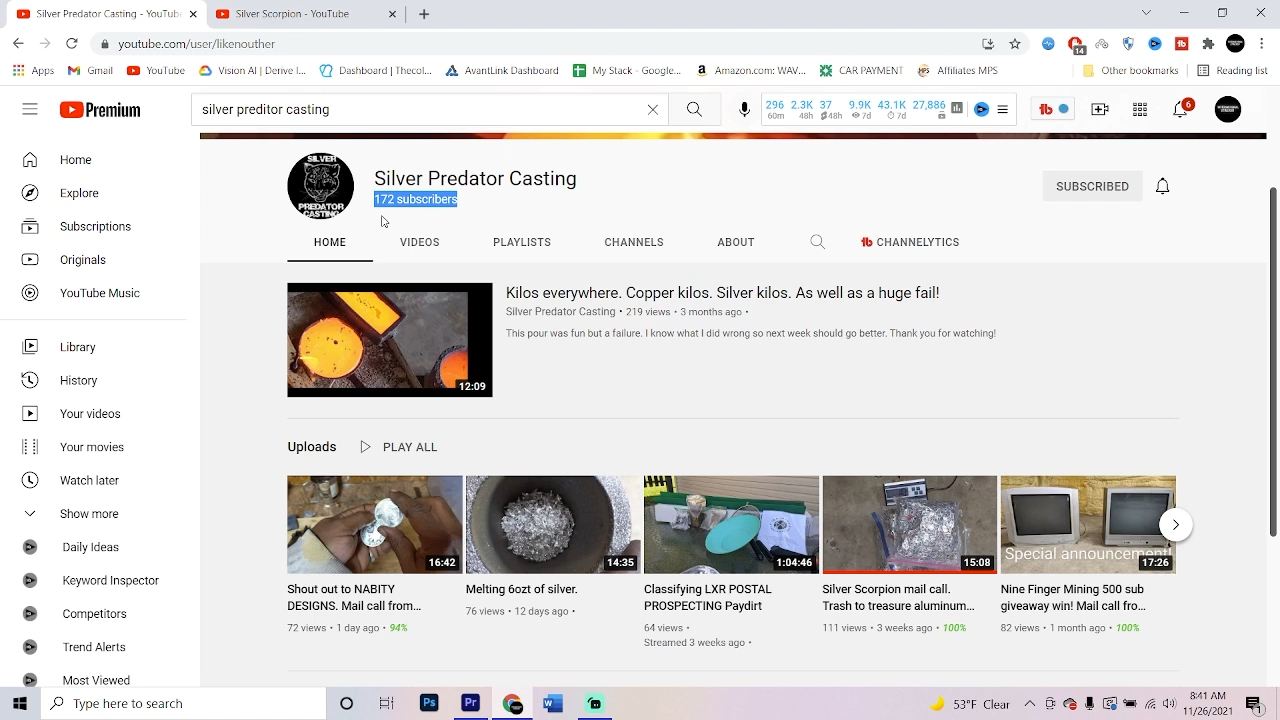 Silver Predator Casting - YouTu
Silver Scorpion - YouTube
youtube.com/user/likenouther
14
Apps
Gmail
YouTube
Vision AI | Derive I...
Dashboard | Thecol...
Avantlink Dashboard
My Stack - Google...
Amazon.com: WAV...
CAR PAYMENT
Affiliates MPS
Other bookmarks
Reading list
Premium
silver preditor casting
296 2.3K 37 9.9K 43.1K 27,886
60m 48h 48h 7d 7d
6
Home
Explore
Subscriptions
Originals
YouTube Music
Library
History
Your videos
Your movies
Watch later
Show more
Daily Ideas
Keyword Inspector
Competitors
Trend Alerts
Most Viewed
SILVER
PREDATOR
CASTING
Silver Predator Casting
172 subscribers
SUBSCRIBED
HOME
VIDEOS
PLAYLISTS
CHANNELS
ABOUT
CHANNELYTICS
12:09
Kilos everywhere. Copper kilos. Silver kilos. As well as a huge fail!
Silver Predator Casting • 219 views • 3 months ago •
This pour was fun but a failure. I know what I did wrong so next week should go better. Thank you for watching!
Uploads
PLAY ALL
16:42
Shout out to NABITY
DESIGNS. Mail call from...
72 views • 1 day ago • 94%
14:35
Melting 6ozt of silver.
76 views • 12 days ago •
1:04:46
Classifying LXR POSTAL
PROSPECTING Paydirt
64 views •
Streamed 3 weeks ago •
15:08
Silver Scorpion mail call.
Trash to treasure aluminum...
111 views • 3 weeks ago • 100%
Special announcement!
17:26
Nine Finger Mining 500 sub
giveaway win! Mail call fro...
82 views • 1 month ago • 100%
Type here to search
Ps
Pr
W
53°F Clear
8:41 AM
11/26/2021
1